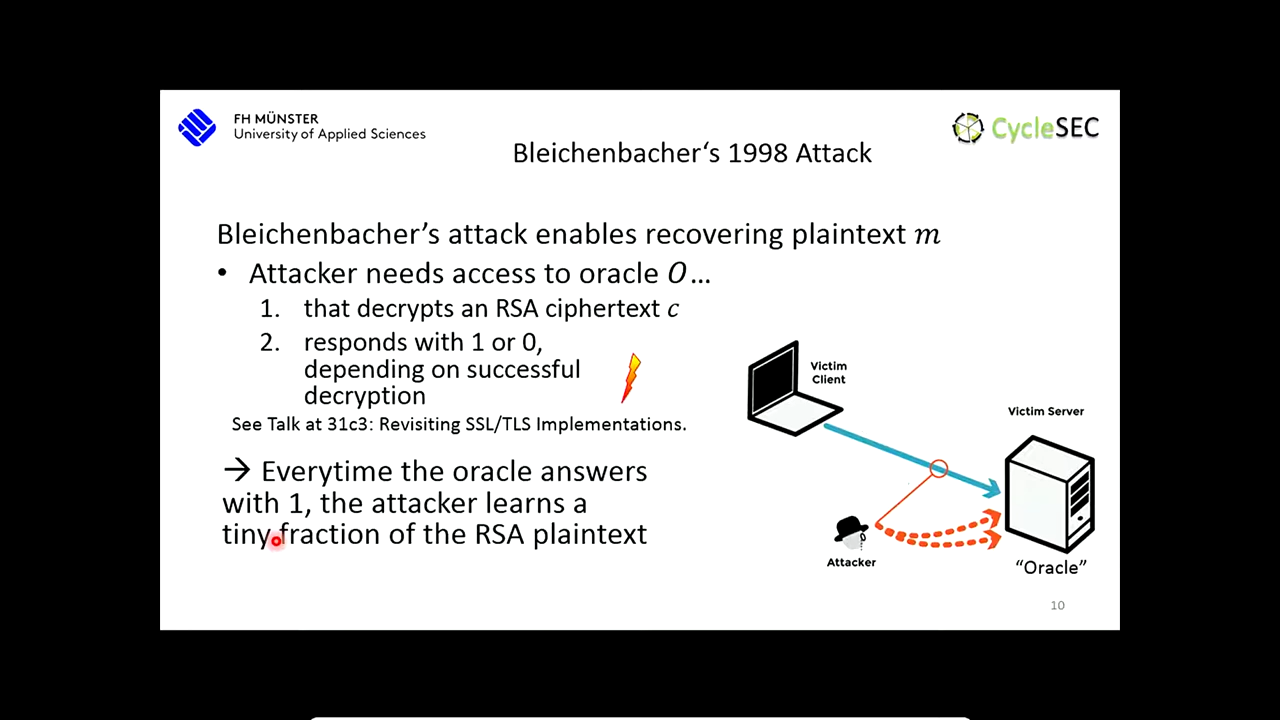 FH MÜNSTER
University of Applied Sciences
CycleSEC
Bleichenbacher‘s 1998 Attack
Bleichenbacher’s attack enables recovering plaintext m
• Attacker needs access to oracle O…
1. that decrypts an RSA ciphertext c
2. responds with 1 or 0,
depending on successful
decryption
See Talk at 31c3: Revisiting SSL/TLS Implementations.
→ Everytime the oracle answers
with 1, the attacker learns a
tiny fraction of the RSA plaintext
Victim
Client
Victim Server
Attacker
“Oracle”
10